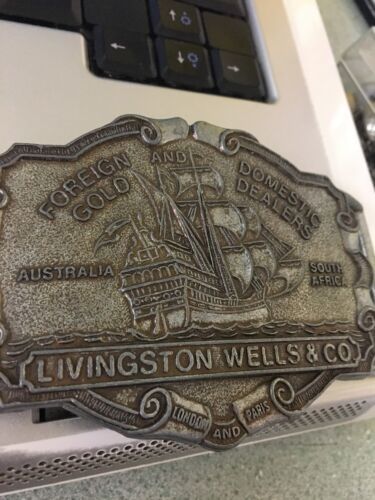 FOREIGN AND DOMESTIC
GOLD DEALERS
AUSTRALIA
SOUTH
AFRICA
LIVINGSTON WELLS & CO.
LONDON AND PARIS